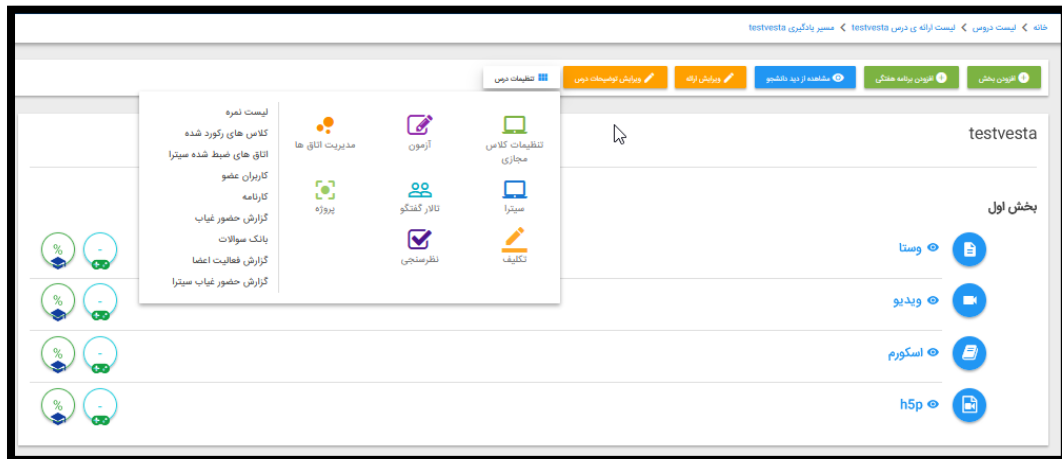 خانه › لیست دروس › لیست ارائه ی درس testvesta › مسیر یادگیری testvesta
افزودن بخش
افزودن برنامه هفتگی
مشاهده از دید دانشجو
ویرایش ارائه
ویرایش توضیحات درس
تنظیمات درس
testvesta
تنظیمات کلاس
مجازی
آزمون
مدیریت اتاق ها
سیترا
تالار گفتگو
پروژه
تکلیف
نظرسنجی
لیست نمره
کلاس های رکورد شده
اتاق های ضبط شده سیترا
کاربران عضو
کارنامه
گزارش حضور غیاب
بانک سوالات
گزارش فعالیت اعضا
گزارش حضور غیاب سیترا
بخش اول
وستا
- %
ویدیو
- %
اسکورم
- %
h5p
- %